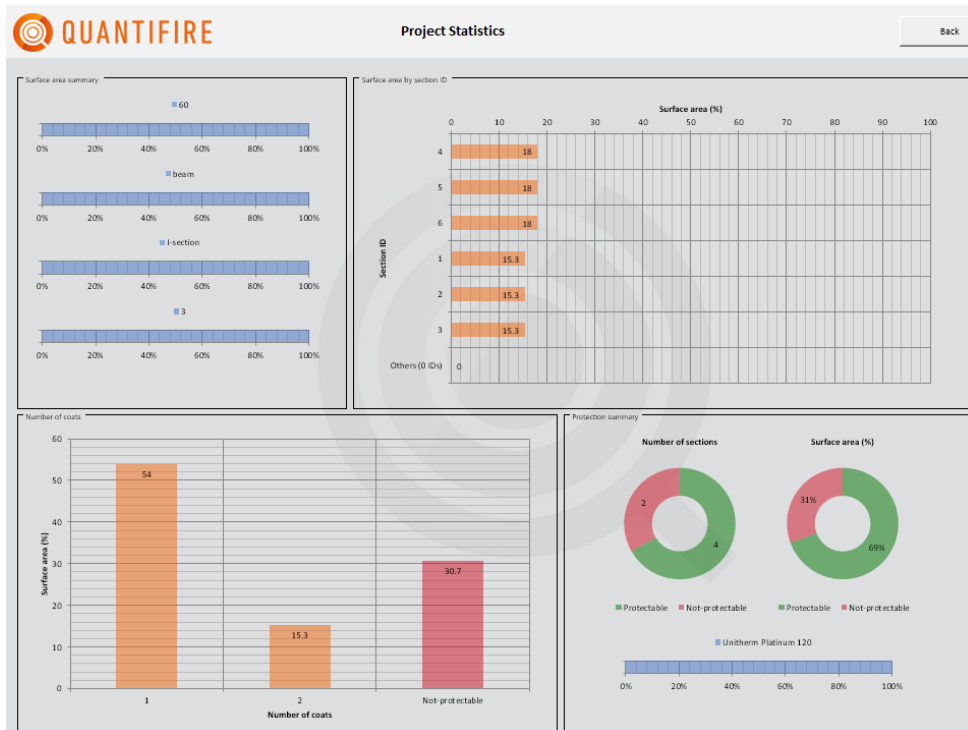 QUANTIFIRE
Project Statistics
Back
Surface area summary
60
0% 20% 40% 60% 80% 100%
beam
0% 20% 40% 60% 80% 100%
I-section
0% 20% 40% 60% 80% 100%
3
0% 20% 40% 60% 80% 100%
Surface area by section ID
Surface area (%)
0 10 20 30 40 50 60 70 80 90 100
Section ID
4 18
5 18
6 18
1 15.3
2 15.3
3 15.3
Others (0 IDs) 0
Number of coats
Surface area (%)
60
50
40
30
20
10
0
54
15.3
30.7
1 2 Not-protectable
Number of coats
Protection summary
Number of sections
2
4
Protectable Not-protectable
Surface area (%)
31%
69%
Protectable Not-protectable
Unitherm Platinum 120
0% 20% 40% 60% 80% 100%